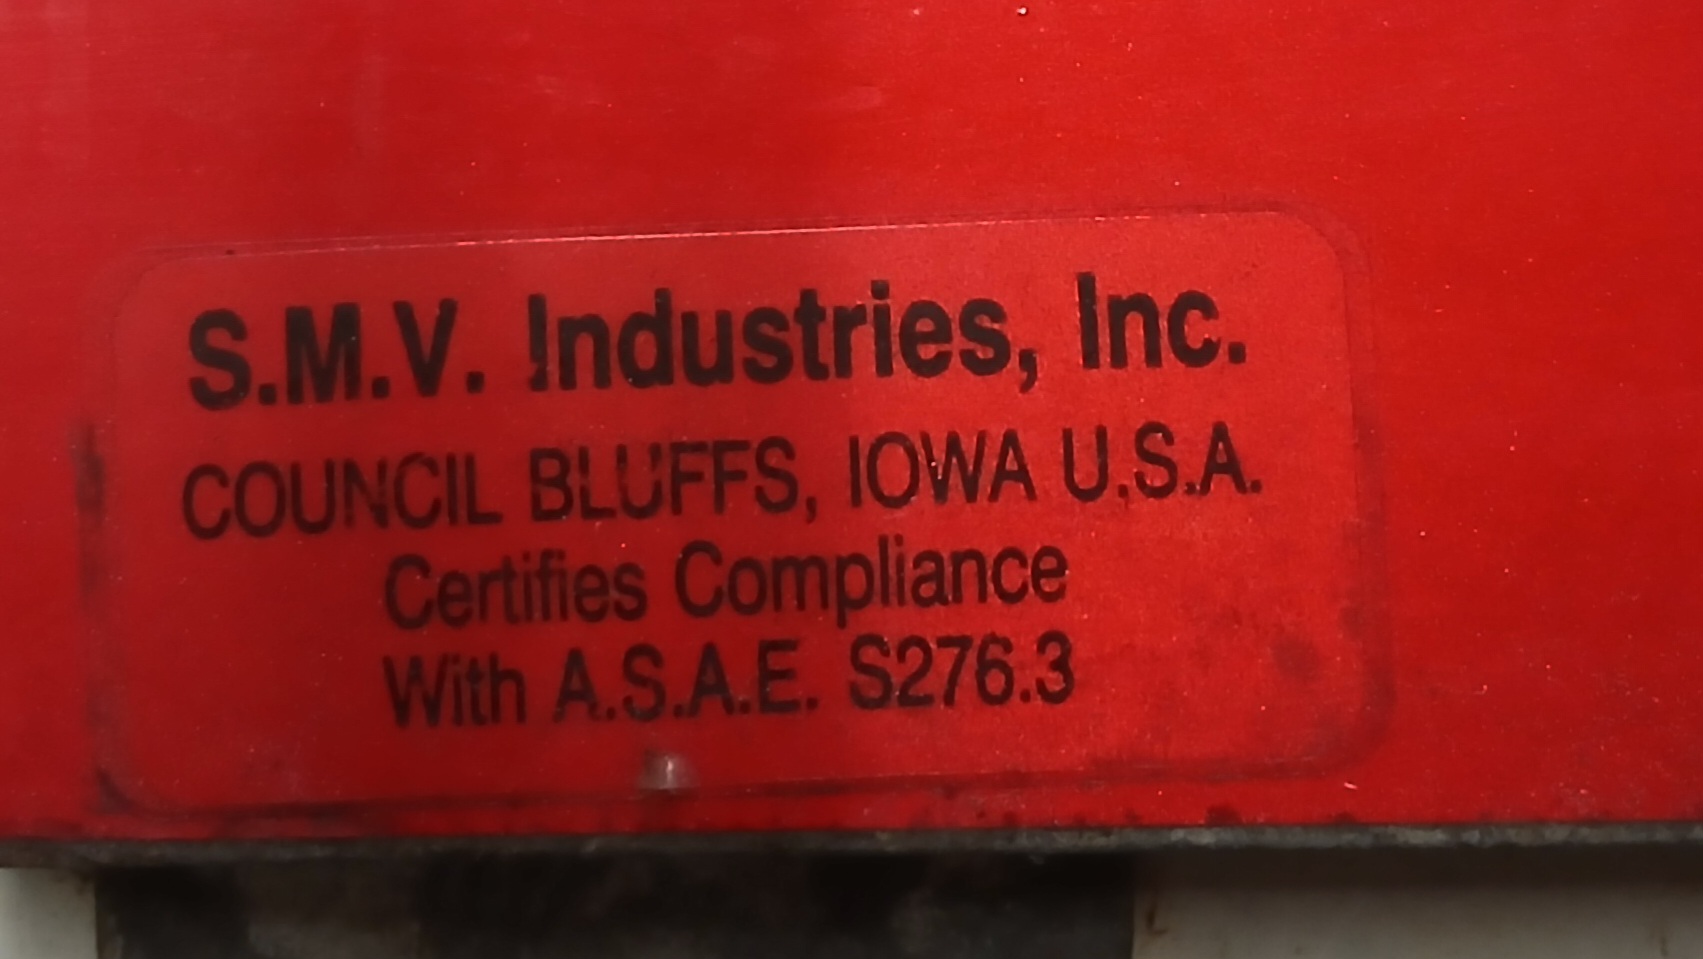 S.M.V. Industries, Inc.
COUNCIL BLUFFS, IOWA U.S.A.
Certifies Compliance
With A.S.A.E. S276.3